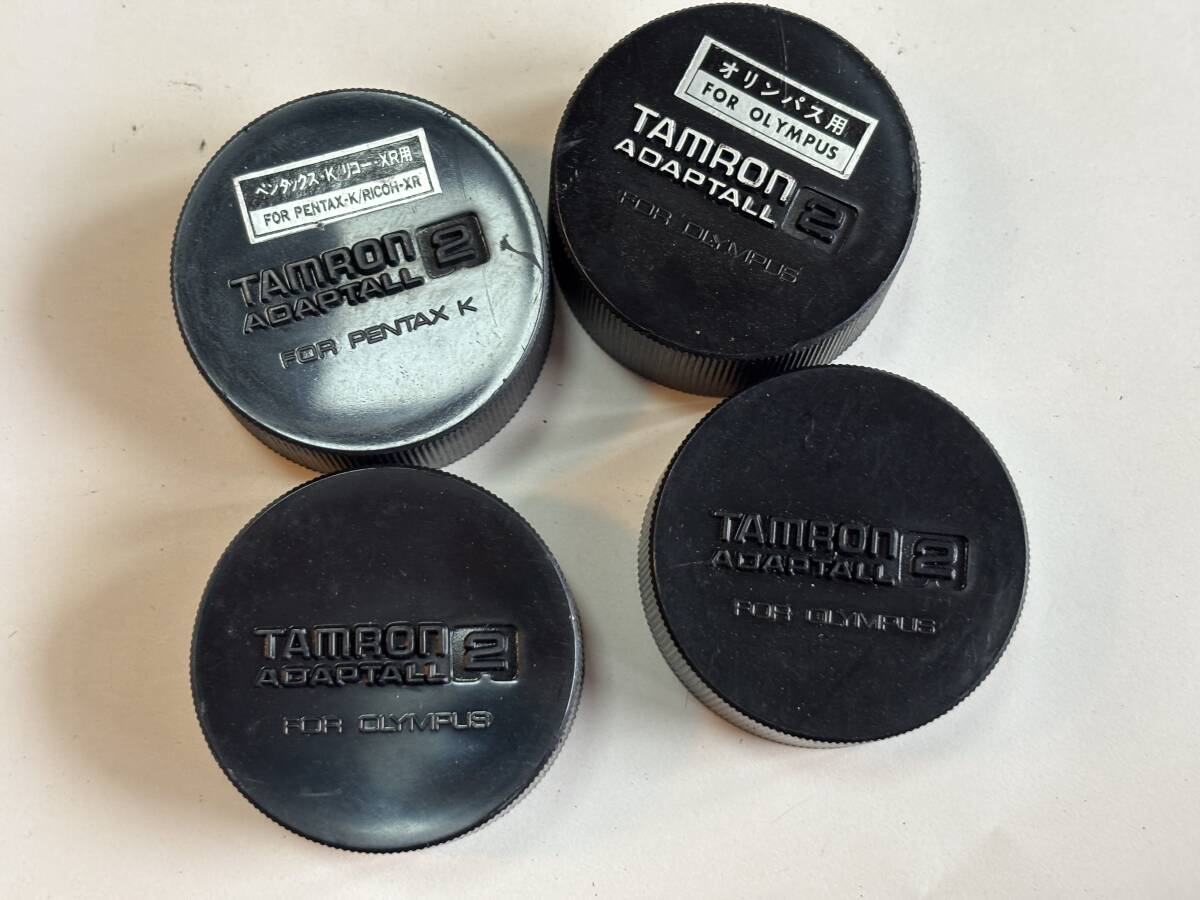 ペンタックス・K リコー・XR用
FOR PENTAX-K/RICOH-XR
TAMRON
ADAPTALL 2
FOR PENTAX K
オリンパス用
FOR OLYMPUS
TAMRON
ADAPTALL 2
FOR OLYMPUS
TAMRON
ADAPTALL 2
FOR OLYMPUS
TAMRON
ADAPTALL 2
FOR OLYMPUS